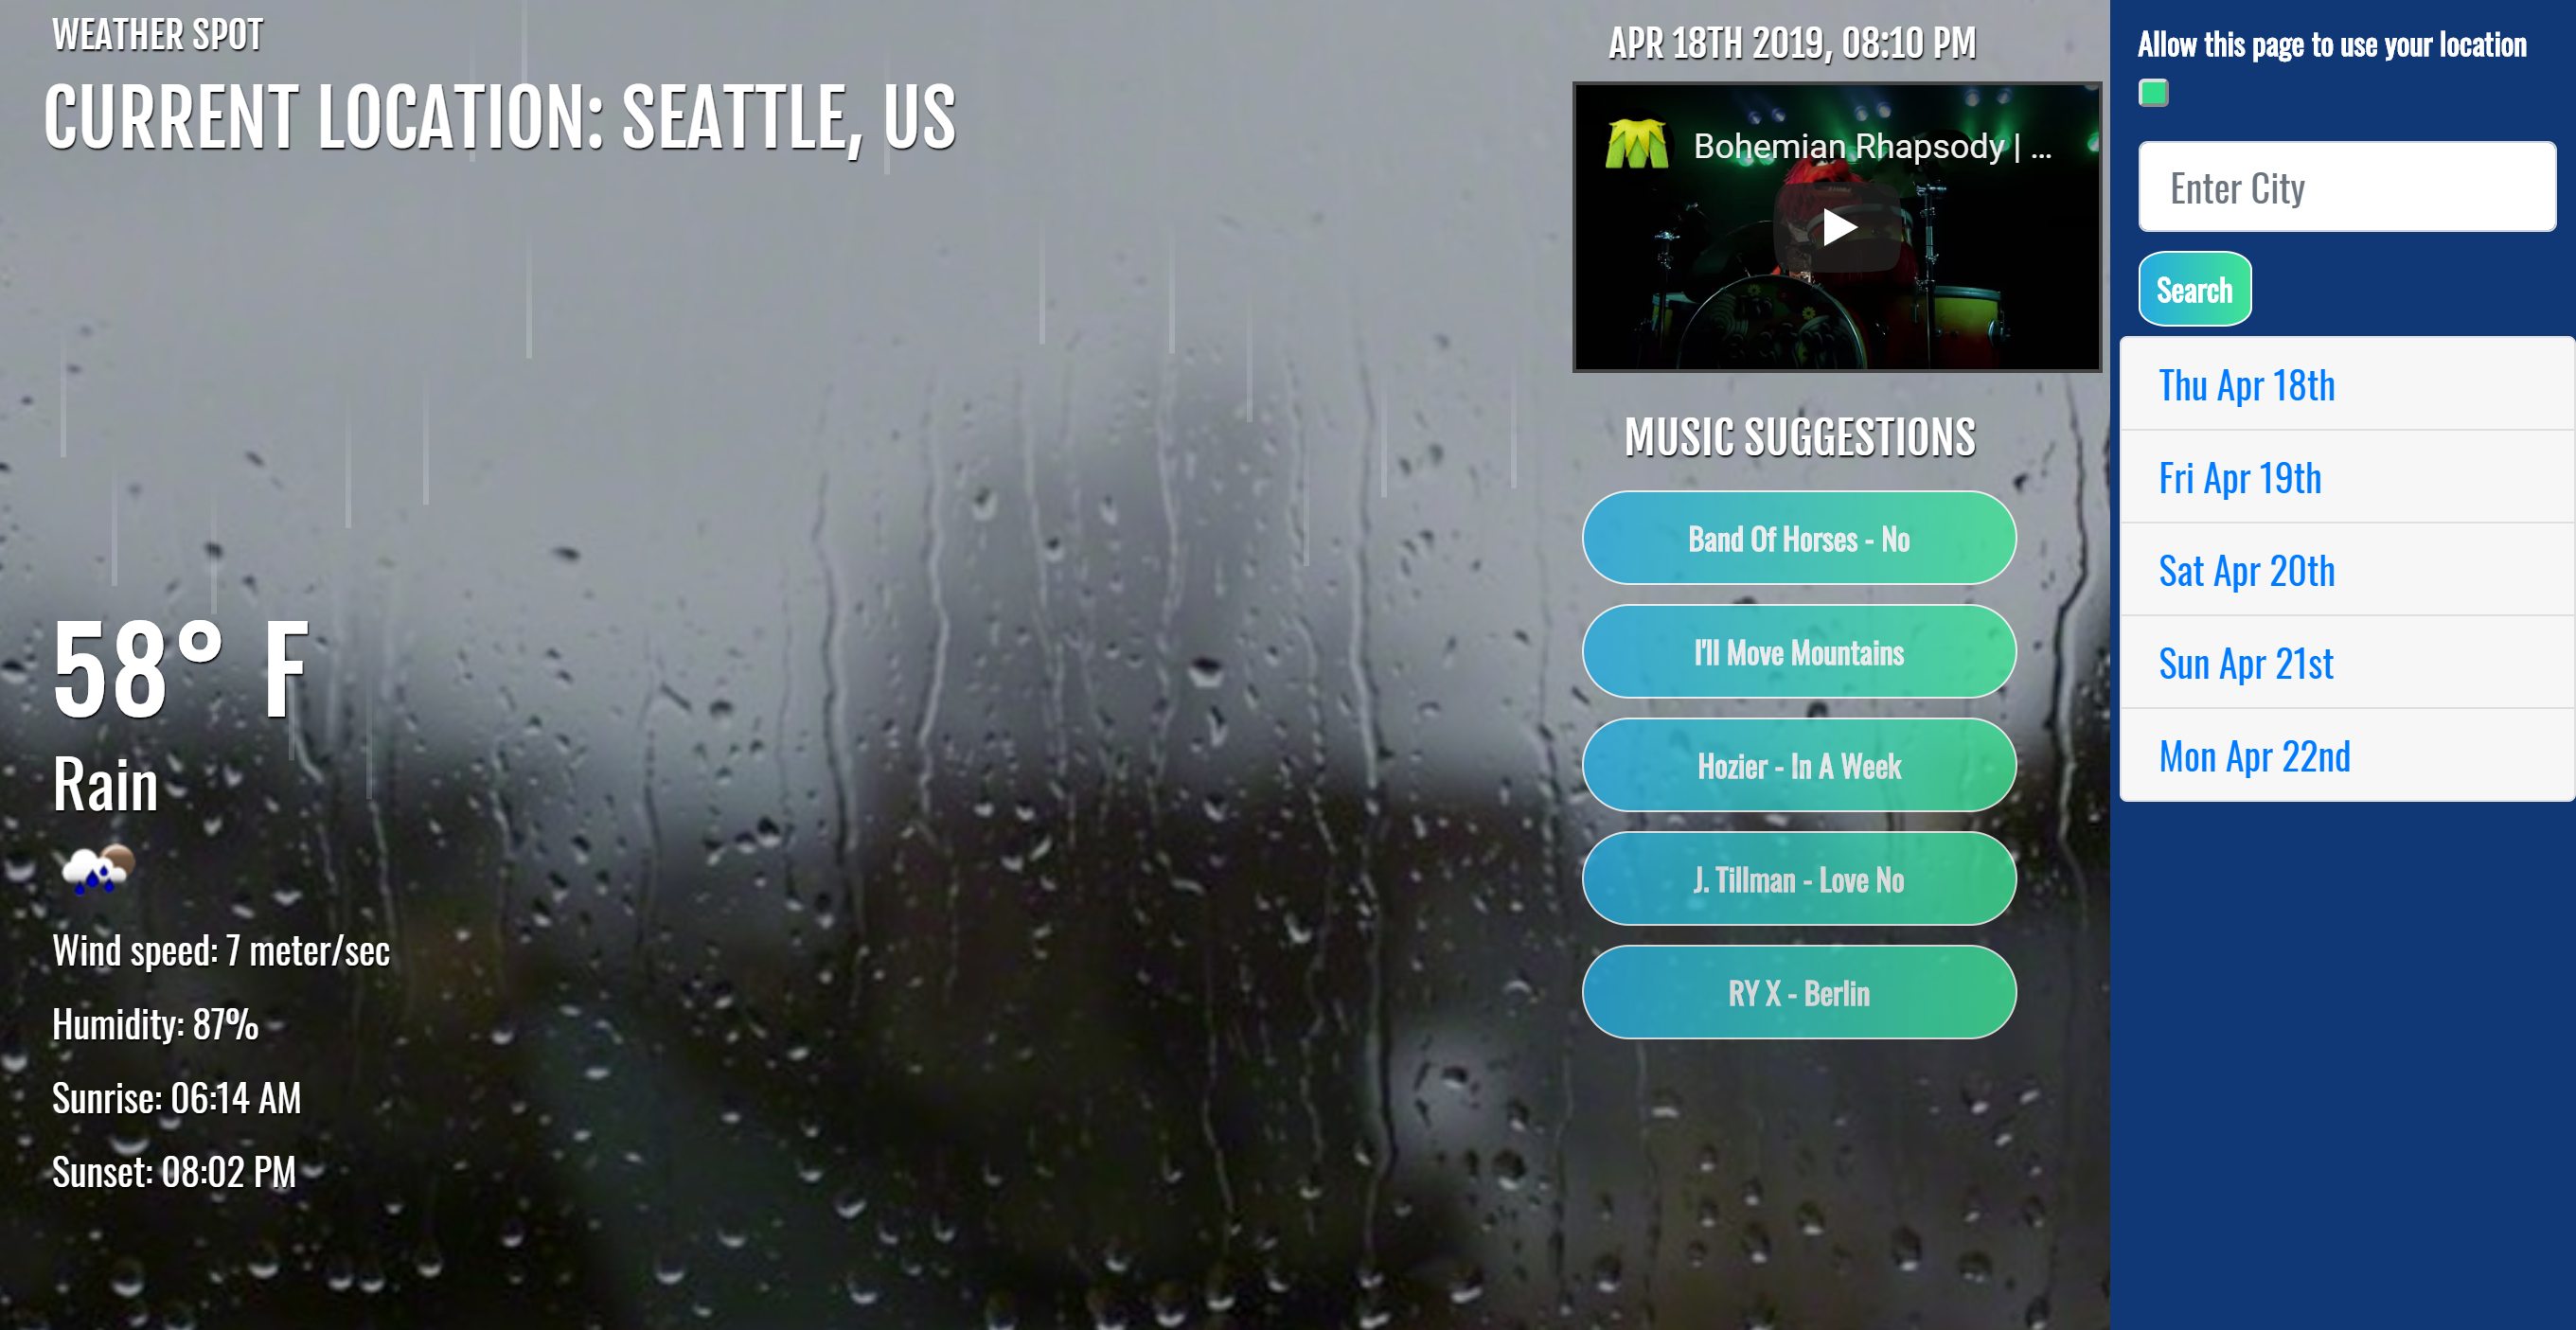 WEATHER SPOT
CURRENT LOCATION: SEATTLE, US
58° F
Rain
Wind speed: 7 meter/sec
Humidity: 87%
Sunrise: 06:14 AM
Sunset: 08:02 PM
APR 18TH 2019, 08:10 PM
Bohemian Rhapsody | ...
MUSIC SUGGESTIONS
Band Of Horses - No
I'll Move Mountains
Hozier - In A Week
J. Tillman - Love No
RY X - Berlin
Allow this page to use your location
Enter City
Search
Thu Apr 18th
Fri Apr 19th
Sat Apr 20th
Sun Apr 21st
Mon Apr 22nd